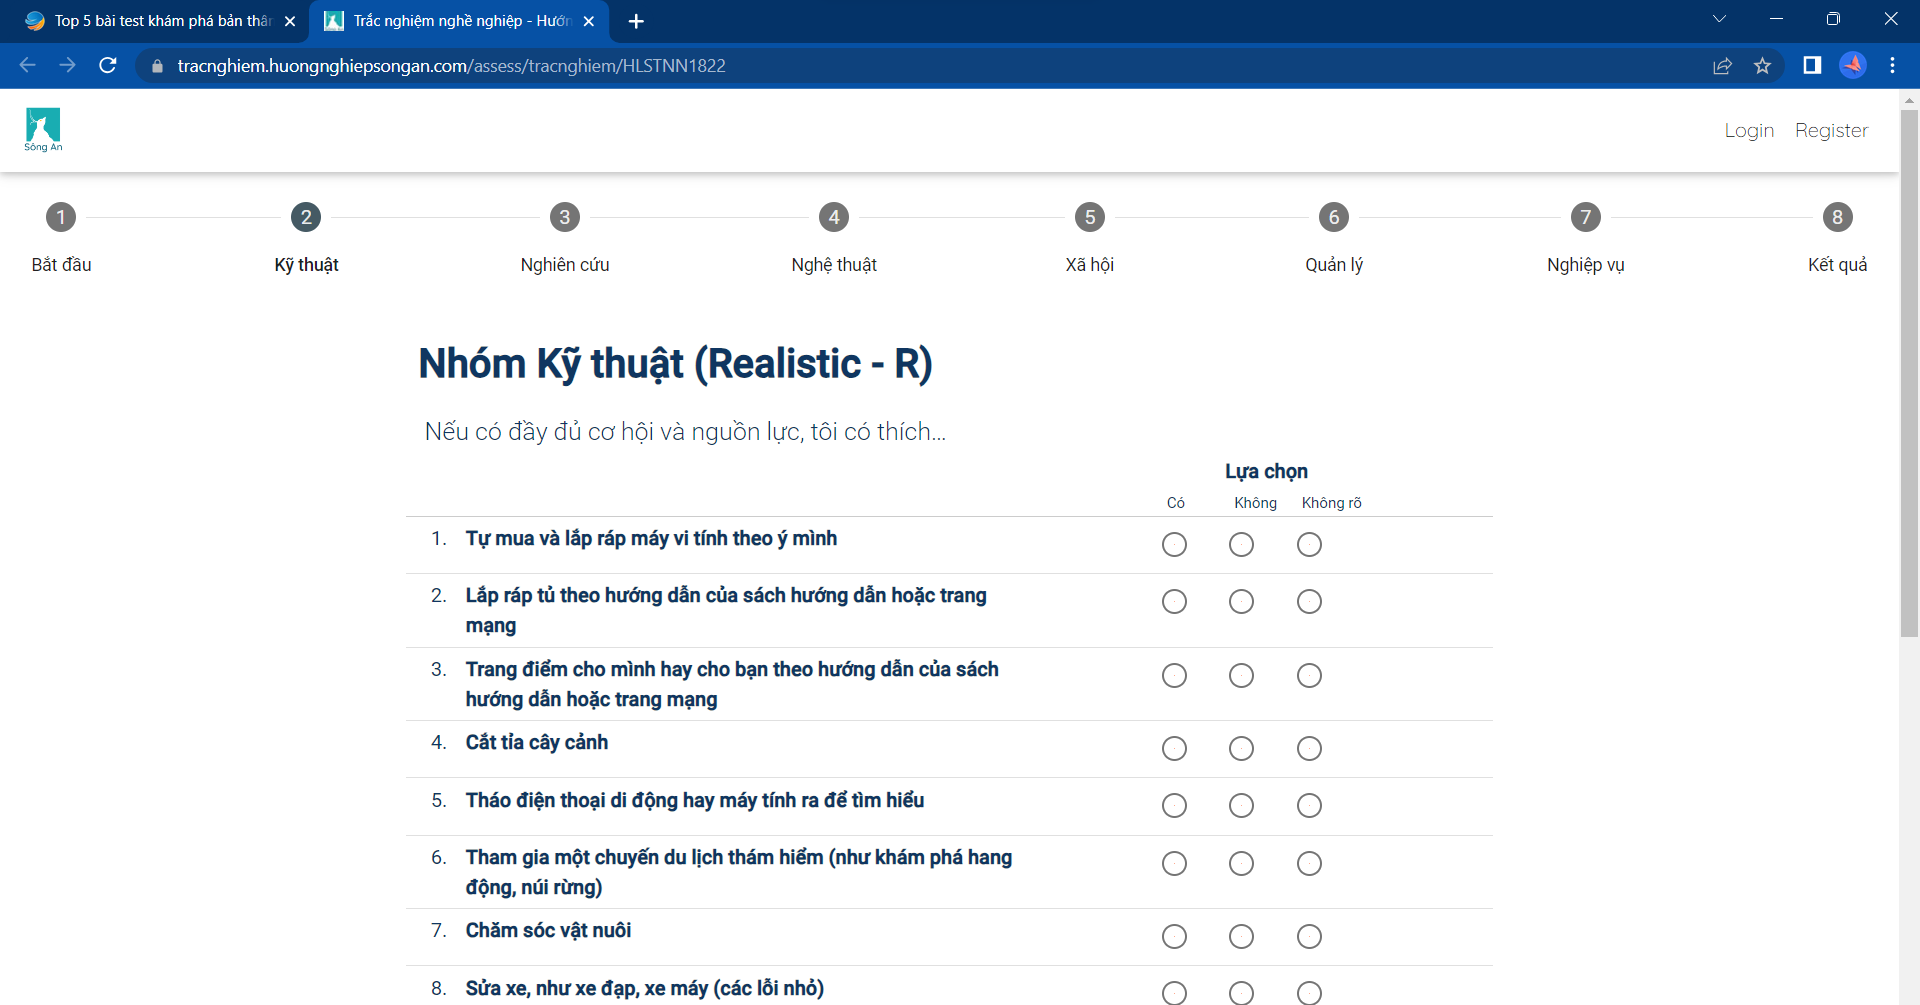 Top 5 bài test khám phá bản thân
Trắc nghiệm nghề nghiệp - Hướn
tracnghiem.huongnghiepsongan.com/assess/tracnghiem/HLSTNN1822
Sông An
Login Register
1 2 3 4 5 6 7 8
Bắt đầu Kỹ thuật Nghiên cứu Nghệ thuật Xã hội Quản lý Nghiệp vụ Kết quả
Nhóm Kỹ thuật (Realistic - R)
Nếu có đầy đủ cơ hội và nguồn lực, tôi có thích...
Lựa chọn
Có Không Không rõ
1. Tự mua và lắp ráp máy vi tính theo ý mình
2. Lắp ráp tủ theo hướng dẫn của sách hướng dẫn hoặc trang
mạng
3. Trang điểm cho mình hay cho bạn theo hướng dẫn của sách
hướng dẫn hoặc trang mạng
4. Cắt tỉa cây cảnh
5. Tháo điện thoại di động hay máy tính ra để tìm hiểu
6. Tham gia một chuyến du lịch thám hiểm (như khám phá hang
động, núi rừng)
7. Chăm sóc vật nuôi
8. Sửa xe, như xe đạp, xe máy (các lỗi nhỏ)